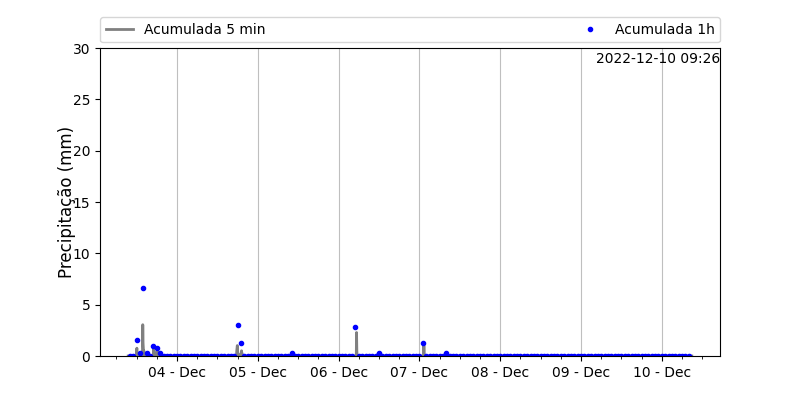 Acumulada 5 min
Acumulada 1h
2022-12-10 09:26
Precipitação (mm)
30
25
20
15
10
5
0
04 - Dec
05 - Dec
06 - Dec
07 - Dec
08 - Dec
09 - Dec
10 - Dec